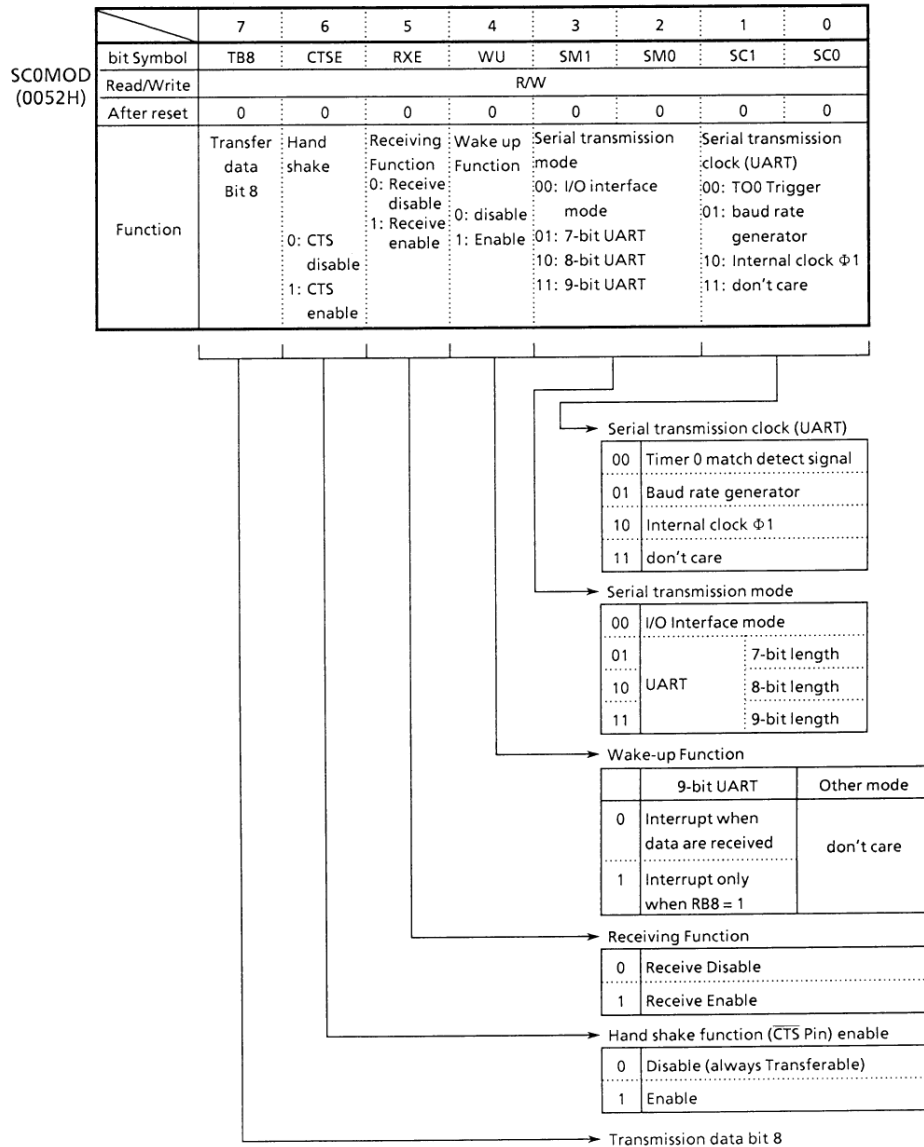 7 6 5 4 3 2 1 0
bit Symbol TB8 CTSE RXE WU SM1 SM0 SC1 SC0
SC0MOD
(0052H)
Read/Write R/W
After reset 0 0 0 0 0 0 0 0
Function
Transfer
data
Bit 8
Hand
shake
0: CTS
disable
1: CTS
enable
Receiving
Function
0: Receive
disable
1: Receive
enable
Wake up
Function
0: disable
1: Enable
Serial transmission
mode
00: I/O interface
mode
01: 7-bit UART
10: 8-bit UART
11: 9-bit UART
Serial transmission
clock (UART)
00: TO0 Trigger
01: baud rate
generator
10: Internal clock Φ1
11: don't care
Serial transmission clock (UART)
00 Timer 0 match detect signal
01 Baud rate generator
10 Internal clock Φ1
11 don't care
Serial transmission mode
00 I/O Interface mode
01 7-bit length
10 UART 8-bit length
11 9-bit length
Wake-up Function
9-bit UART Other mode
0 Interrupt when
data are received
don't care
1 Interrupt only
when RB8 = 1
Receiving Function
0 Receive Disable
1 Receive Enable
Hand shake function (C̅T̅S̅ Pin) enable
0 Disable (always Transferable)
1 Enable
Transmission data bit 8